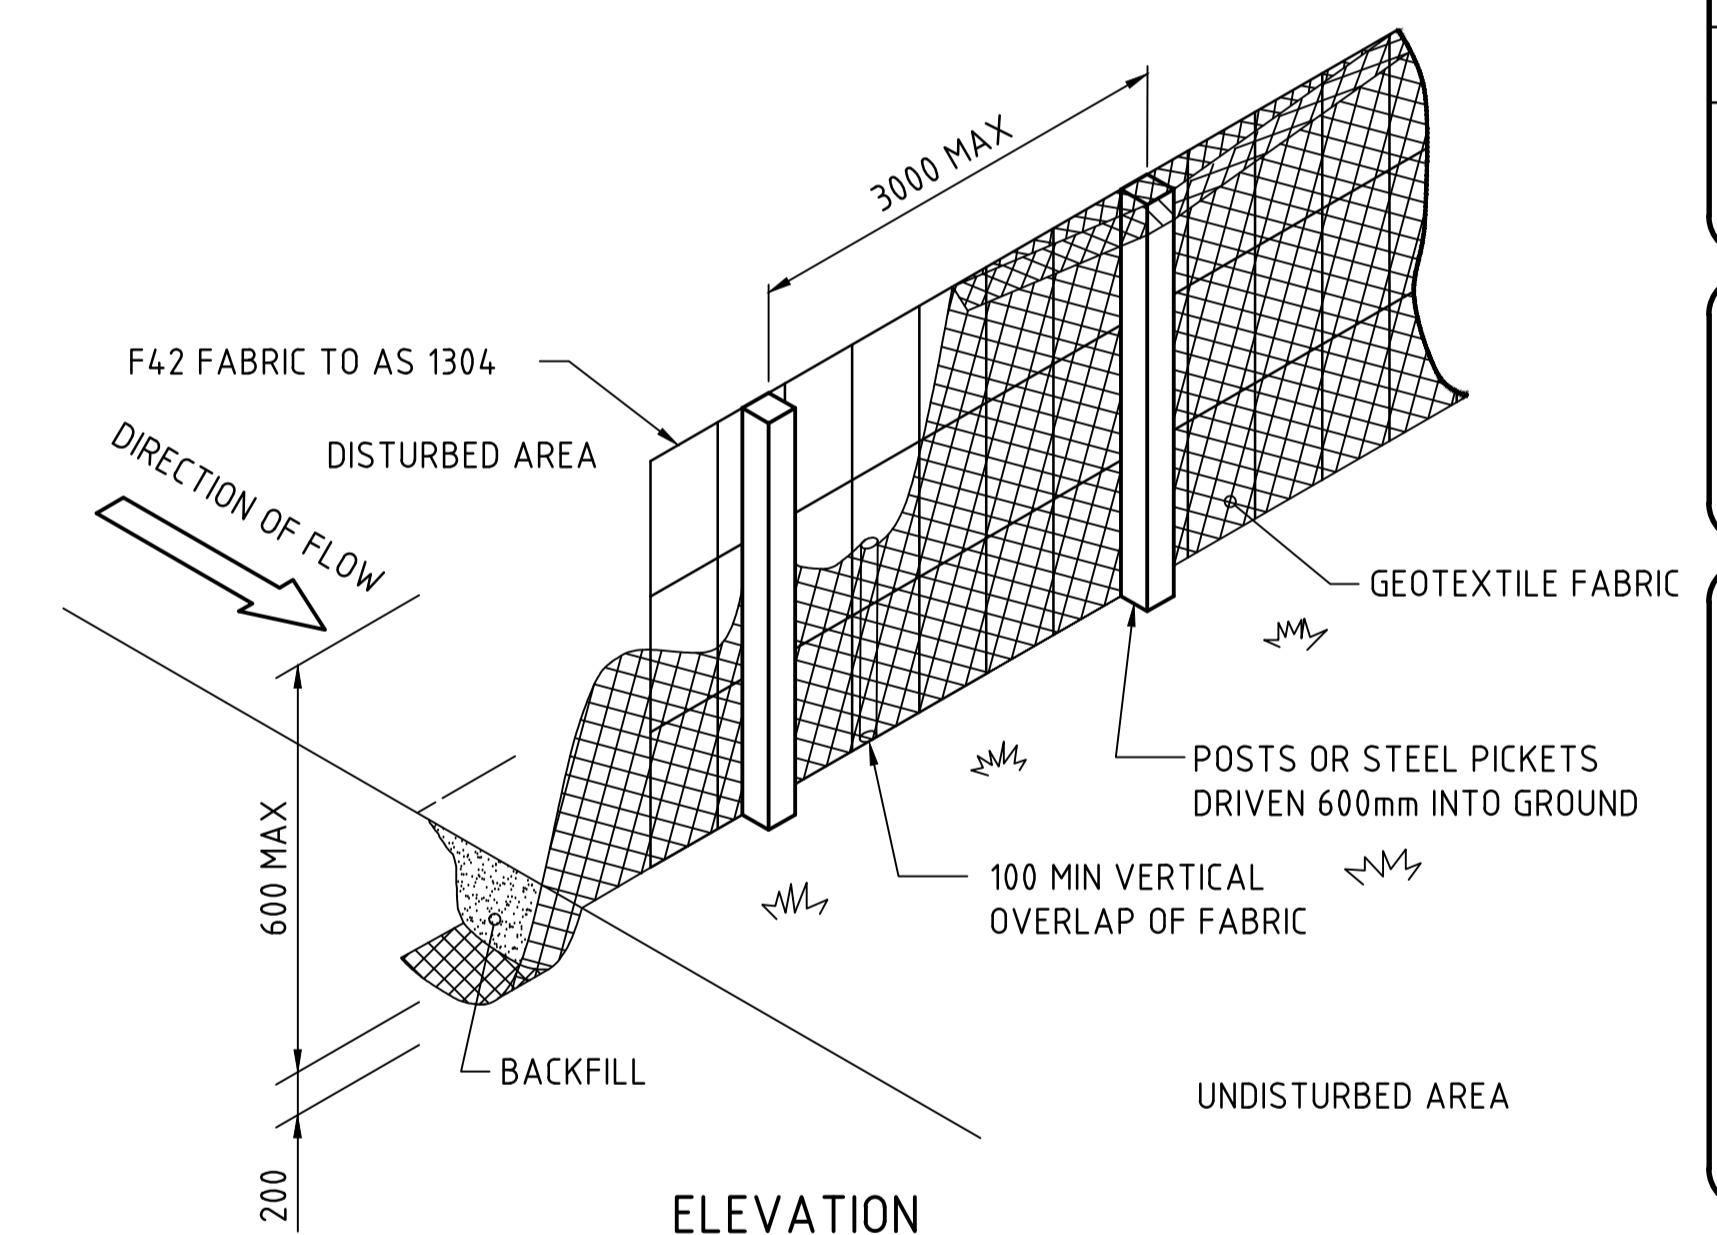 3000 MAX
F42 FABRIC TO AS 1304
DISTURBED AREA
DIRECTION OF FLOW
GEOTEXTILE FABRIC
POSTS OR STEEL PICKETS
DRIVEN 600mm INTO GROUND
600 MAX
100 MIN VERTICAL
OVERLAP OF FABRIC
BACKFILL
UNDISTURBED AREA
200
ELEVATION